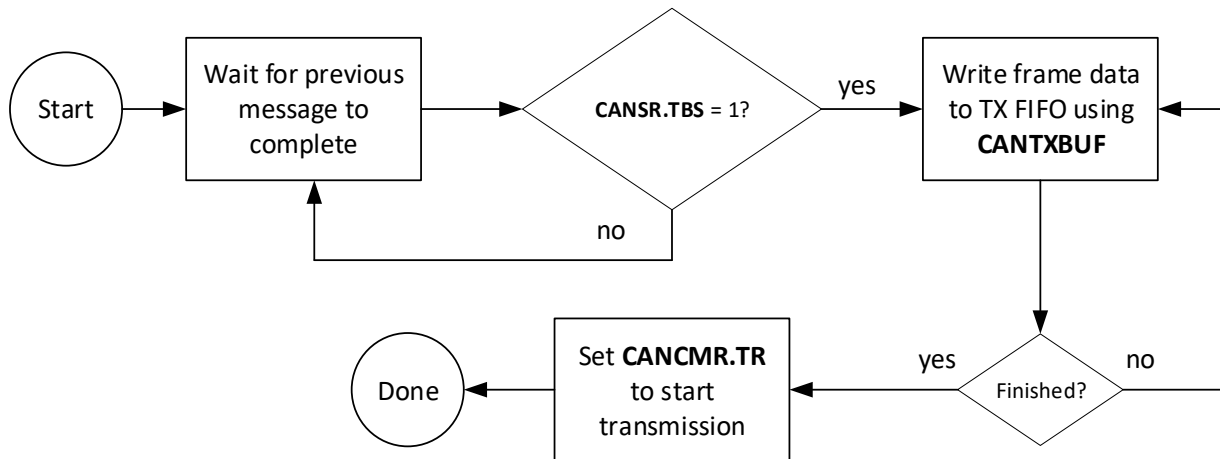 Start
Wait for previous
message to
complete
CANSR.TBS = 1?
yes
no
Write frame data
to TX FIFO using
CANTXBUF
Finished?
yes
no
Set CANCMR.TR
to start
transmission
Done